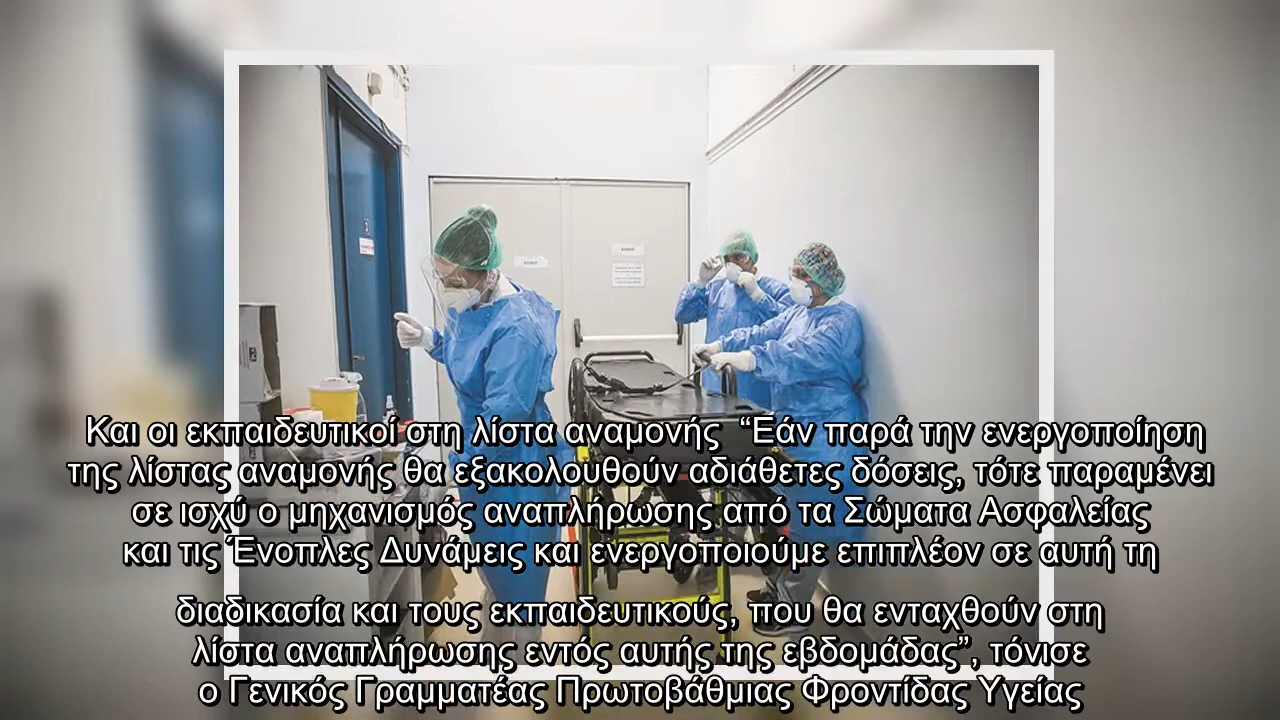 Και οι εκπαιδευτικοί στη λίστα αναμονής “Εάν παρά την ενεργοποίηση
της λίστας αναμονής θα εξακολουθούν αδιάθετες δόσεις, τότε παραμένει
σε ισχύ ο μηχανισμός αναπλήρωσης από τα Σώματα Ασφαλείας
και τις Ένοπλες Δυνάμεις και ενεργοποιούμε επιπλέον σε αυτή τη
διαδικασία και τους εκπαιδευτικούς, που θα ενταχθούν στη
λίστα αναπλήρωσης εντός αυτής της εβδομάδας”, τόνισε
ο Γενικός Γραμματέας Πρωτοβάθμιας Φροντίδας Υγείας